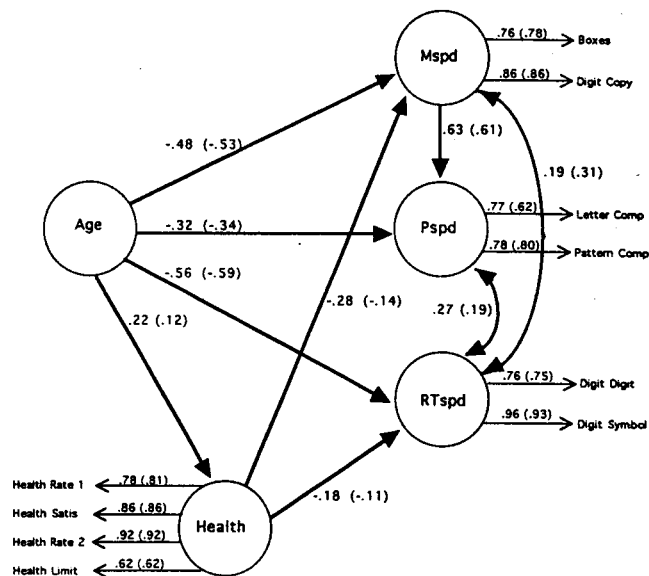 .76 (.78)
Boxes
Mspd
.86 (.86)
Digit Copy
-.48 (-.53)
.63 (.61)
.19 (.31)
Age
-.32 (-.34)
Pspd
.77 (.62)
Letter Comp
.78 (.80)
Pattern Comp
-.56 (-.59)
-.28 (-.14)
.27 (.19)
.22 (.12)
RTspd
.76 (.75)
Digit Digit
.96 (.93)
Digit Symbol
Health Rate 1
.78 (.81)
-.18 (-.11)
Health Satis
.86 (.86)
Health
Health Rate 2
.92 (.92)
Health Limit
.62 (.62)